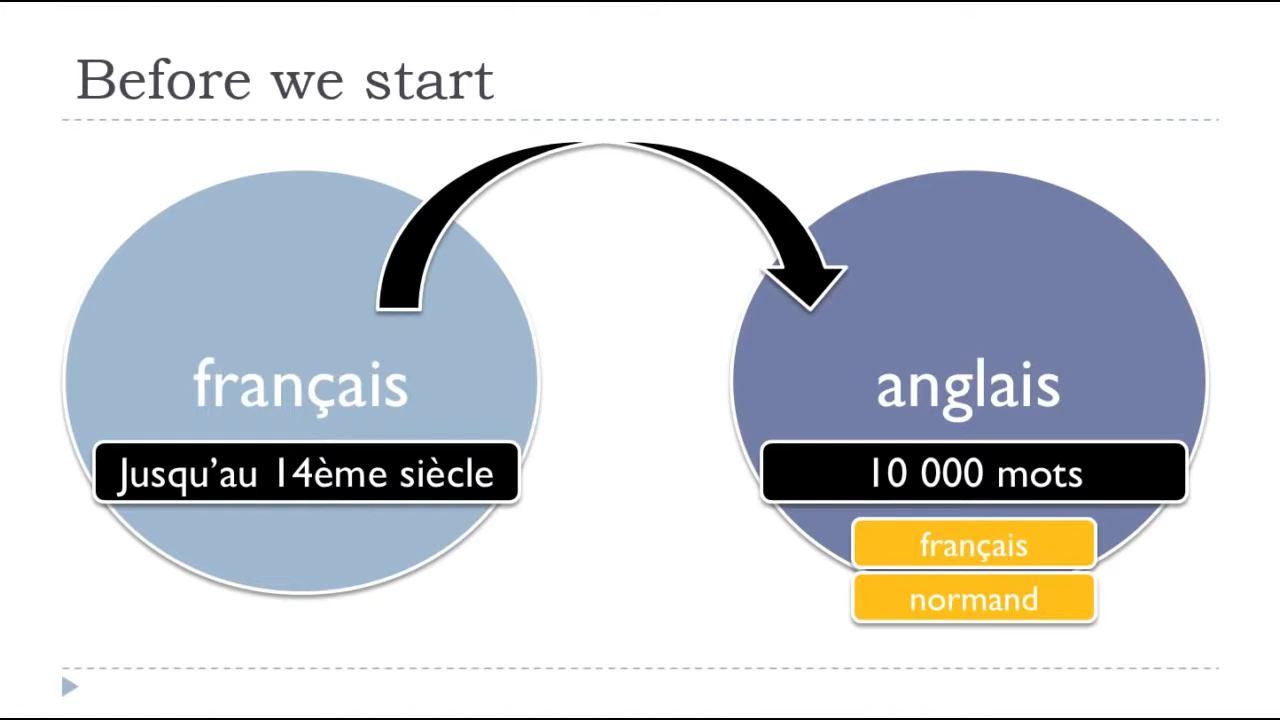 Before we start
français
Jusqu’au 14ème siècle
anglais
10 000 mots
français
normand